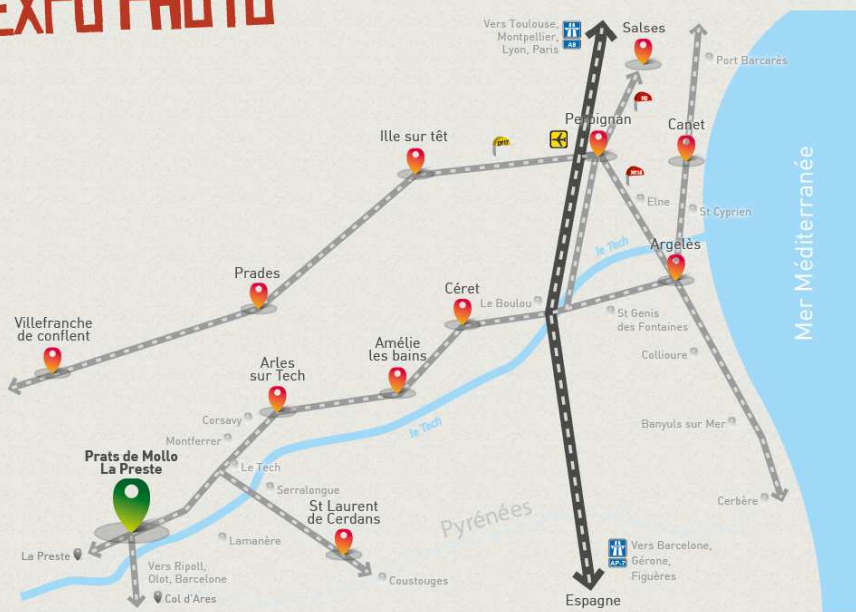 EXPO PHOTO
Vers Toulouse,
Montpellier,
Lyon, Paris
A8
Salses
Port Barcarès
Perpignan
Canet
Ille sur têt
Elne
St Cyprien
Mer Méditerranée
le Tech
Argelès
Prades
Céret
Le Boulou
St Genis
des Fontaines
Villefranche
de conflent
Amélie
les bains
Collioure
Arles
sur Tech
Corsavy
Banyuls sur Mer
Montferrer
le Tech
Prats de Mollo
La Preste
Le Tech
Serralongue
St Laurent
de Cerdans
Pyrénées
Cerbère
Lamanère
La Preste
Vers Ripoll,
Olot, Barcelone
Coustouges
AP-7
Vers Barcelone,
Gérone,
Figuères
Col d'Ares
Espagne